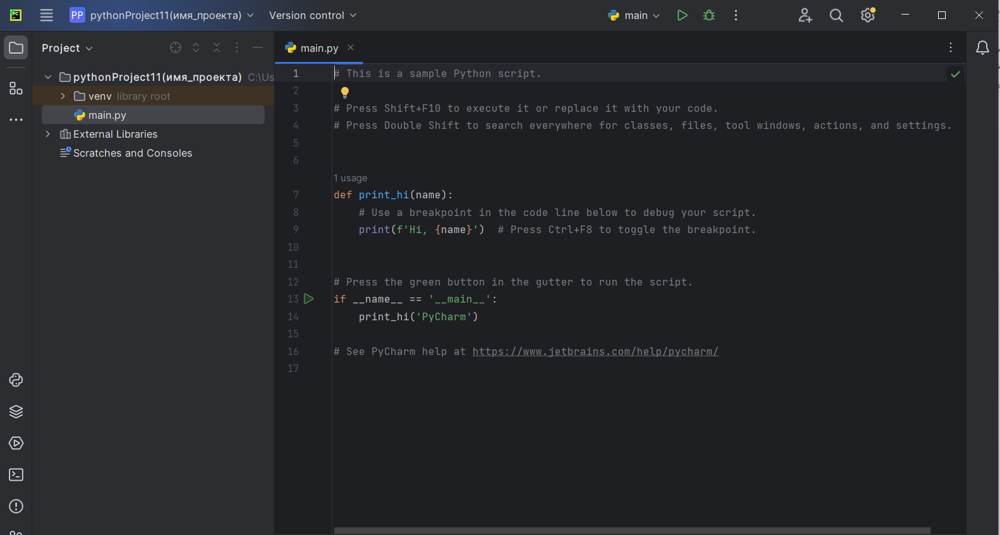 PC
PP pythonProject11(имя_проекта) Version control main
Project
main.py
pythonProject11(имя_проекта) C:\Us
venv library root
main.py
External Libraries
Scratches and Consoles
1 # This is a sample Python script.
2
3 # Press Shift+F10 to execute it or replace it with your code.
4 # Press Double Shift to search everywhere for classes, files, tool windows, actions, and settings.
5
6
1 usage
7 def print_hi(name):
8 # Use a breakpoint in the code line below to debug your script.
9 print(f'Hi, {name}') # Press Ctrl+F8 to toggle the breakpoint.
10
11
12 # Press the green button in the gutter to run the script.
13 if __name__ == '__main__':
14 print_hi('PyCharm')
15
16 # See PyCharm help at https://www.jetbrains.com/help/pycharm/
17